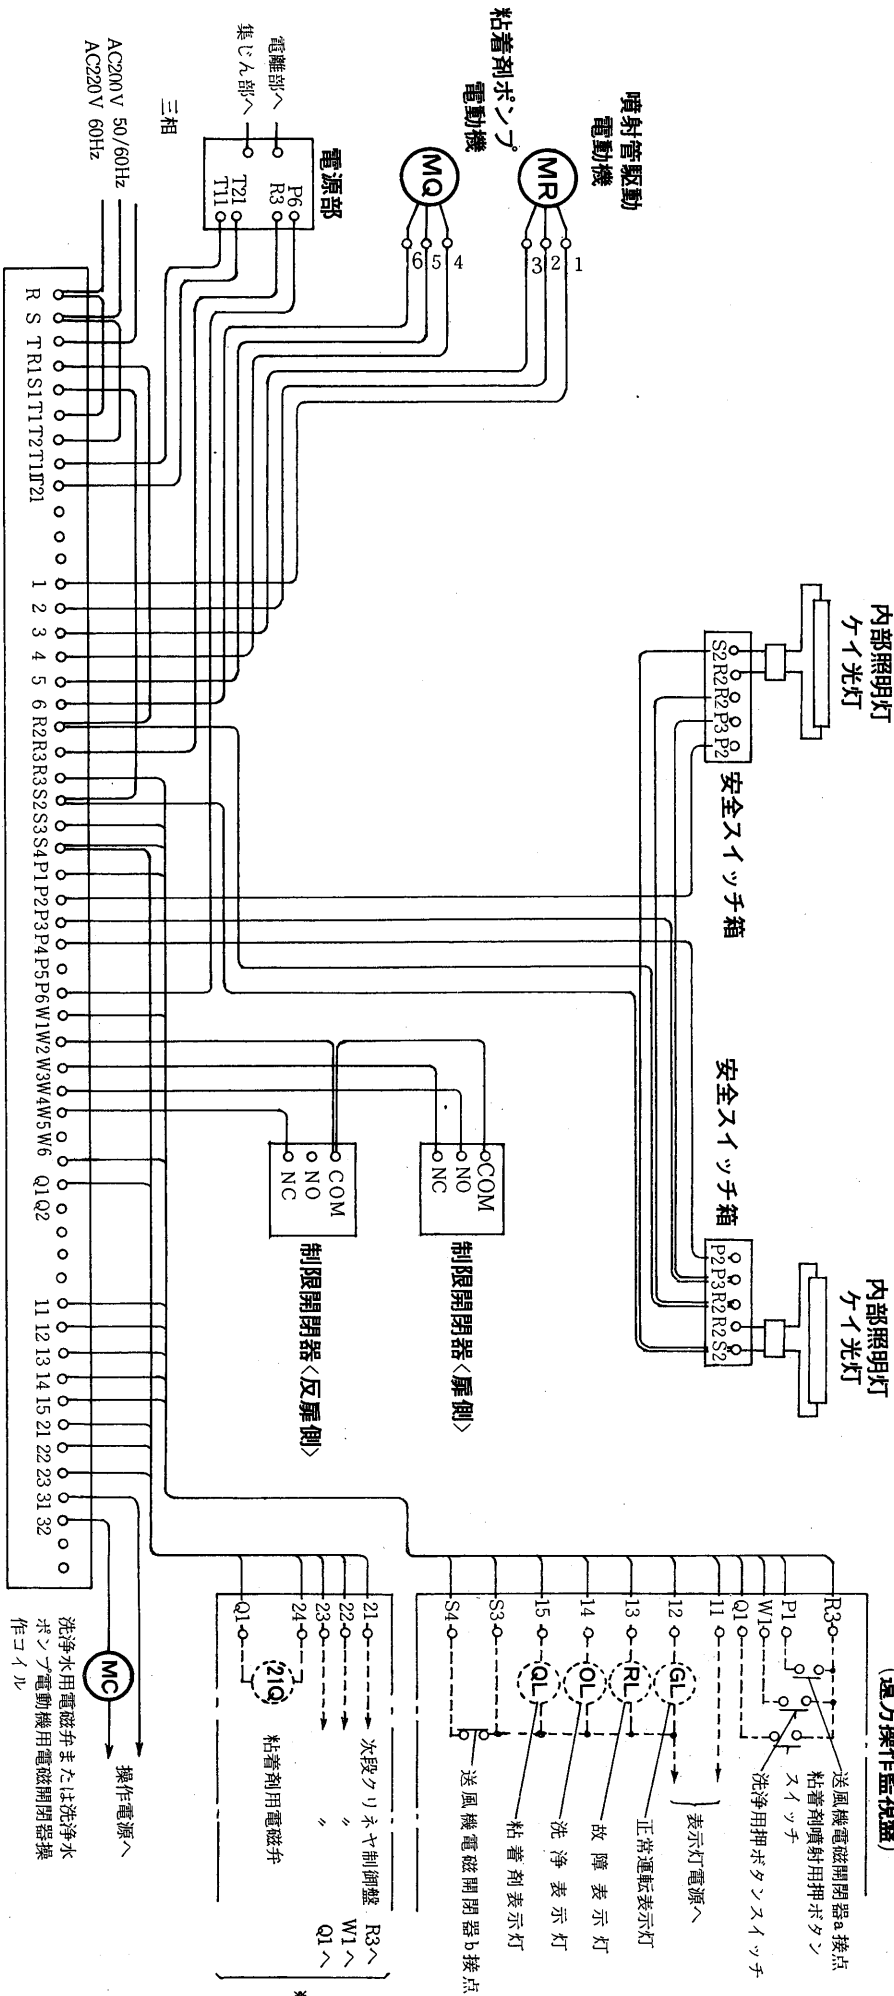 粘着剤ポンプ
電動機
MQ
4
5
6
噴射管駆動
電動機
MR
1
2
3
電離部へ
集じん部へ
電源部
P6
R3
T21
T11
三相
AC200V 50/60Hz
AC220V 60Hz
R S T R1 S1 T1 T2 T11 T21
1 2 3 4 5 6 R2 R3 R3 S2 S3 S4 P1 P2 P3 P4 P5 P6 W1 W2 W3 W4 W5 W6 Q1 Q2
11 12 13 14 15 21 22 23 31 32
内部照明灯
ケイ光灯
S2 R2 R2 P3 P2
安全スイッチ箱
安全スイッチ箱
P2 P3 R2 R2 S2
内部照明灯
ケイ光灯
COM
NO
NC
制限開閉器〈扉側〉
COM
NO
NC
制限開閉器〈反扉側〉
(遠方操作監視盤)
R3
P1
W1
Q1
11
12
13
14
15
S3
S4
GL
RL
OL
QL
送風機電磁開閉器a接点
粘着剤噴射用押ボタン
スイッチ
洗浄用押ボタンスイッチ
表示灯電源へ
正常運転表示灯
故障表示灯
洗浄表示灯
粘着剤表示灯
送風機電磁開閉器b接点
21
22
23
24
Q1
次段クリネヤ制御盤 R3へ
〃 W1へ
〃 Q1へ
21Q
粘着剤用電磁弁
※
操作電源へ
MC
洗浄水用電磁弁または洗浄水
ポンプ電動機用電磁開閉器操
作コイル